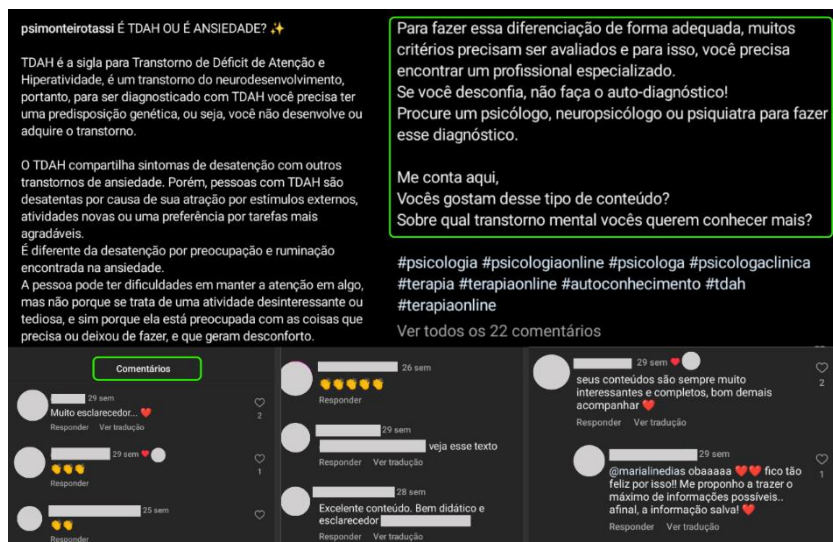 psimonteirotassi É TDAH OU É ANSIEDADE? ✨
TDAH é a sigla para Transtorno de Déficit de Atenção e
Hiperatividade, é um transtorno do neurodesenvolvimento,
portanto, para ser diagnosticado com TDAH você precisa ter
uma predisposição genética, ou seja, você não desenvolve ou
adquire o transtorno.
O TDAH compartilha sintomas de desatenção com outros
transtornos de ansiedade. Porém, pessoas com TDAH são
desatentas por causa de sua atração por estímulos externos,
atividades novas ou uma preferência por tarefas mais
agradáveis.
É diferente da desatenção por preocupação e ruminação
encontrada na ansiedade.
A pessoa pode ter dificuldades em manter a atenção em algo,
mas não porque se trata de uma atividade desinteressante ou
tediosa, e sim porque ela está preocupada com as coisas que
precisa ou deixou de fazer, e que geram desconforto.
Para fazer essa diferenciação de forma adequada, muitos
critérios precisam ser avaliados e para isso, você precisa
encontrar um profissional especializado.
Se você desconfia, não faça o auto-diagnóstico!
Procure um psicólogo, neuropsicólogo ou psiquiatra para fazer
esse diagnóstico.
Me conta aqui,
Vocês gostam desse tipo de conteúdo?
Sobre qual transtorno mental vocês querem conhecer mais?
#psicologia #psicologiaonline #psicologa #psicologaclinica
#terapia #terapiaonline #autoconhecimento #tdah
#terapiaonline
Ver todos os 22 comentários
Comentários
29 sem
Muito esclarecedor... ❤️
2
Responder Ver tradução
29 sem ♥
👏👏👏
1
Responder
25 sem
👏👏
Responder
26 sem
👏👏👏👏👏
Responder
29 sem
veja esse texto
Responder Ver tradução
28 sem
Excelente conteúdo. Bem didático e
esclarecedor
Responder Ver tradução
29 sem ♥
seus conteúdos são sempre muito
interessantes e completos, bom demais
acompanhar ❤️
2
Responder Ver tradução
29 sem
@marialinedias obaaaaa ❤️❤️ fico tão
feliz por isso!! Me proponho a trazer o
máximo de informações possíveis..
afinal, a informação salva! ❤️
1
Responder Ver tradução